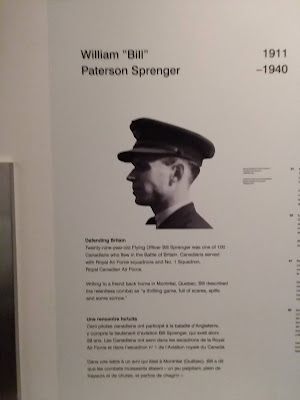 William "Bill" 1911
Paterson Sprenger –1940
Defending Britain
Twenty-nine-year-old Flying Officer Bill Sprenger was one of 100
Canadians who flew in the Battle of Britain. Canadians served
with Royal Air Force squadrons and No. 1 Squadron,
Royal Canadian Air Force.
Writing to a friend back home in Montréal, Quebec, Bill described
the relentless combat as "a thrilling game, full of scares, spills
and some sorrow."
Une rencontre fortuite
Cent pilotes canadiens ont participé à la bataille d'Angleterre,
y compris le lieutenant d'aviation Bill Sprenger, qui avait alors
29 ans. Les Canadiens ont servi dans les escadrons de la Royal
Air Force et dans l'escadron n° 1 de l'Aviation royale du Canada.
Dans une lettre à un ami qui était à Montréal (Québec), Bill a dit
que les combats incessants étaient « un jeu palpitant, plein de
frayeurs et de chutes, et parfois de chagrin ».